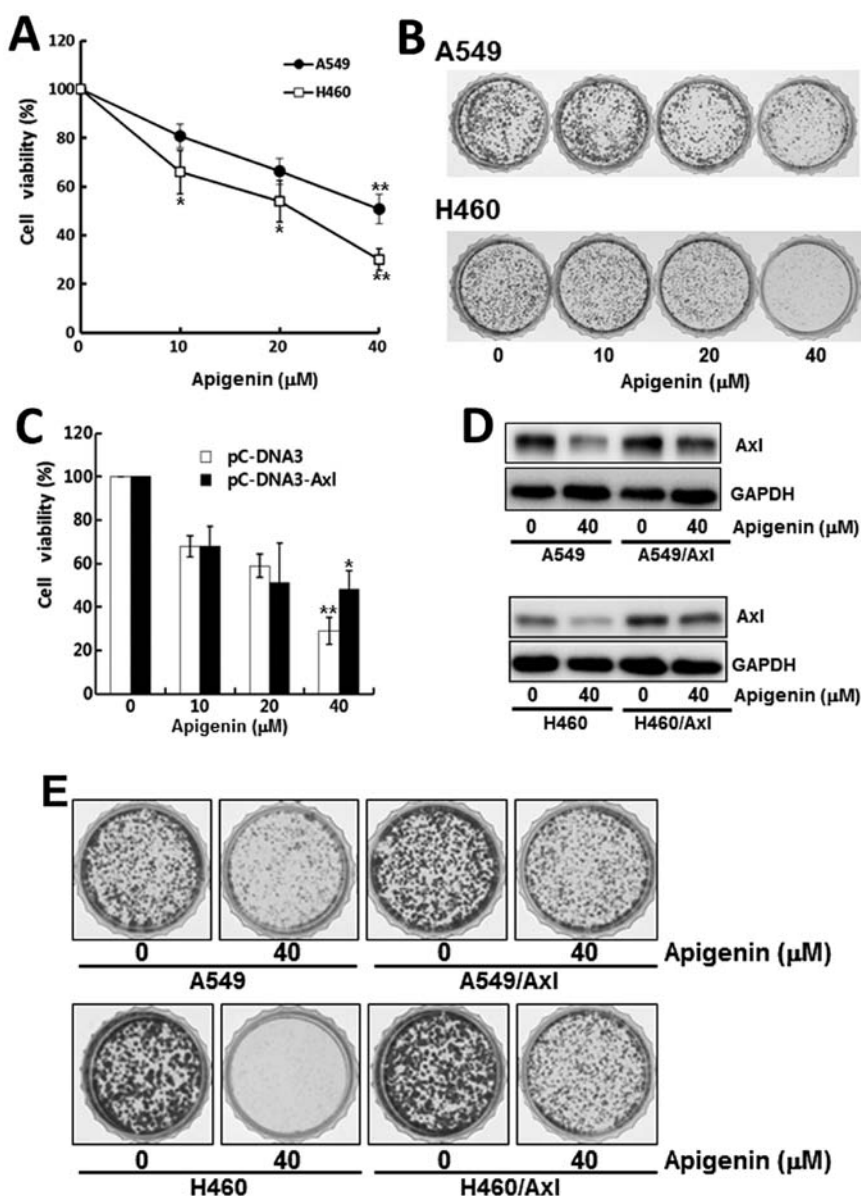 A
120
100
80
60
40
20
0
Cell viability (%)
A549
H460
*
*
**
**
0 10 20 40
Apigenin (μM)
B
A549
H460
0 10 20 40
Apigenin (μM)
C
120
100
80
60
40
20
0
Cell viability (%)
pC-DNA3
pC-DNA3-Axl
**
*
0 10 20 40
Apigenin (μM)
D
Axl
GAPDH
0 40 0 40 Apigenin (μM)
A549 A549/Axl
Axl
GAPDH
0 40 0 40 Apigenin (μM)
H460 H460/Axl
E
0 40 0 40 Apigenin (μM)
A549 A549/Axl
0 40 0 40 Apigenin (μM)
H460 H460/Axl